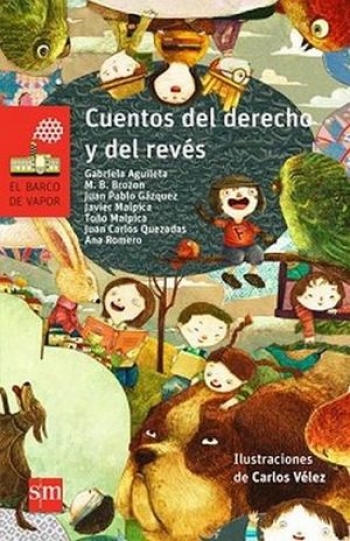 Cuentos del derecho
y del revés
Gabriela Aguileta
M. B. Brozon
Juan Pablo Gázquez
Javier Malpica
Toño Malpica
Juan Carlos Quezadas
Ana Romero
EL BARCO
DE VAPOR
F
Ilustraciones
de Carlos Vélez
sm